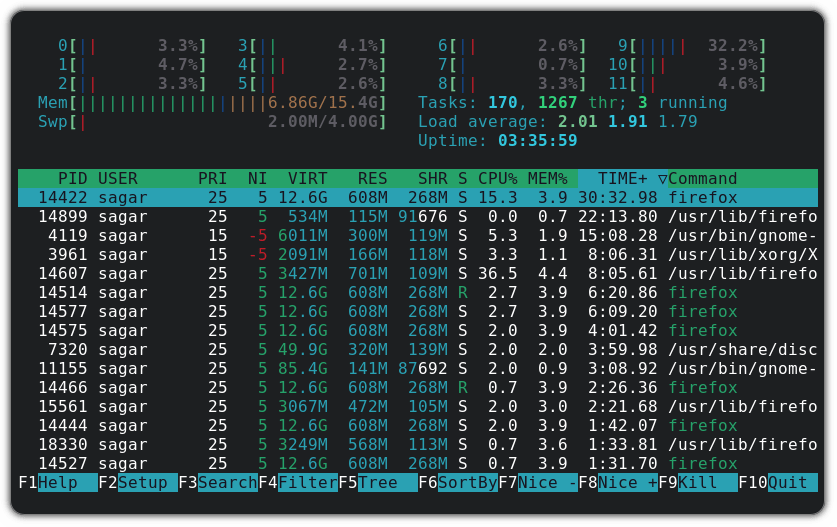 0[|| 3.3%] 3[|| 4.1%] 6[|| 2.6%] 9[||||| 32.2%]
1[| 4.7%] 4[||| 2.7%] 7[| 0.7%] 10[||| 3.9%]
2[|| 3.3%] 5[|| 2.6%] 8[|| 3.3%] 11[|| 4.6%]
Mem[|||||||||||||||||||6.86G/15.4G] Tasks: 170, 1267 thr; 3 running
Swp[| 2.00M/4.00G] Load average: 2.01 1.91 1.79
Uptime: 03:35:59
PID USER PRI NI VIRT RES SHR S CPU% MEM% TIME+ ▽Command
14422 sagar 25 5 12.6G 608M 268M S 15.3 3.9 30:32.98 firefox
14899 sagar 25 5 534M 115M 91676 S 0.0 0.7 22:13.80 /usr/lib/firefo
4119 sagar 15 -5 6011M 300M 119M S 5.3 1.9 15:08.28 /usr/bin/gnome-
3961 sagar 15 -5 2091M 166M 118M S 3.3 1.1 8:06.31 /usr/lib/xorg/X
14607 sagar 25 5 3427M 701M 109M S 36.5 4.4 8:05.61 /usr/lib/firefo
14514 sagar 25 5 12.6G 608M 268M R 2.7 3.9 6:20.86 firefox
14577 sagar 25 5 12.6G 608M 268M S 2.7 3.9 6:09.20 firefox
14575 sagar 25 5 12.6G 608M 268M S 2.0 3.9 4:01.42 firefox
7320 sagar 25 5 49.9G 320M 139M S 2.0 2.0 3:59.98 /usr/share/disc
11155 sagar 25 5 85.4G 141M 87692 S 2.0 0.9 3:08.92 /usr/bin/gnome-
14466 sagar 25 5 12.6G 608M 268M R 0.7 3.9 2:26.36 firefox
15561 sagar 25 5 3067M 472M 105M S 2.0 3.0 2:21.68 /usr/lib/firefo
14444 sagar 25 5 12.6G 608M 268M S 2.0 3.9 1:42.07 firefox
18330 sagar 25 5 3249M 568M 113M S 0.7 3.6 1:33.81 /usr/lib/firefo
14527 sagar 25 5 12.6G 608M 268M S 0.7 3.9 1:31.70 firefox
F1Help F2Setup F3SearchF4FilterF5Tree F6SortByF7Nice -F8Nice +F9Kill F10Quit